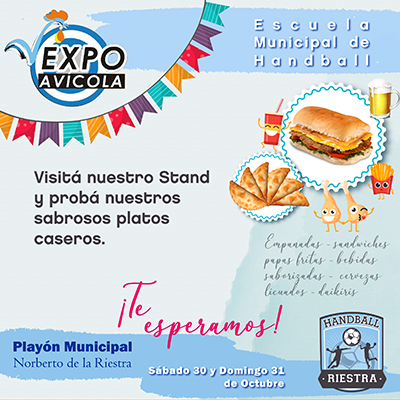 EXPO
AVÍCOLA
Escuela
Municipal de
Handball
Visitá nuestro Stand
y probá nuestros
sabrosos platos
caseros.
Empanadas - sandwiches
papas fritas - bebidas
saborizadas - cervezas
licuados - daikiris
¡Te
esperamos!
Playón Municipal
Norberto de la Riestra
Sábado 30 y Domingo 31
de Octubre
HANDBALL
· RIESTRA ·